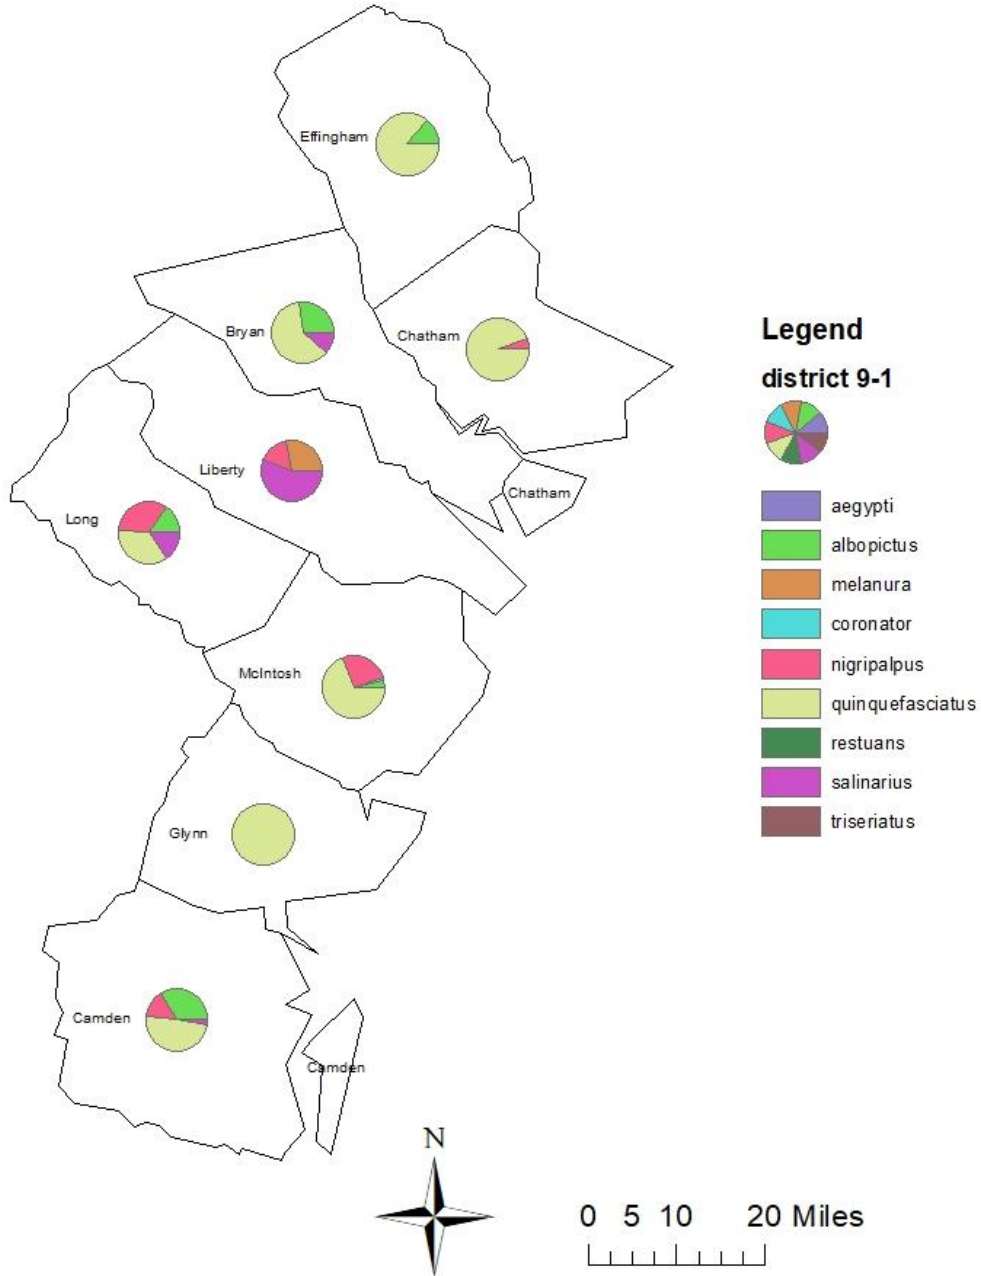 Effingham
Bryan
Chatham
Liberty
Chatham
Long
McIntosh
Glynn
Camden
Camden
Legend
district 9-1
aegypti
albopictus
melanura
coronator
nigripalpus
quinquefasciatus
restuans
salinarius
triseriatus
N
0 5 10 20 Miles